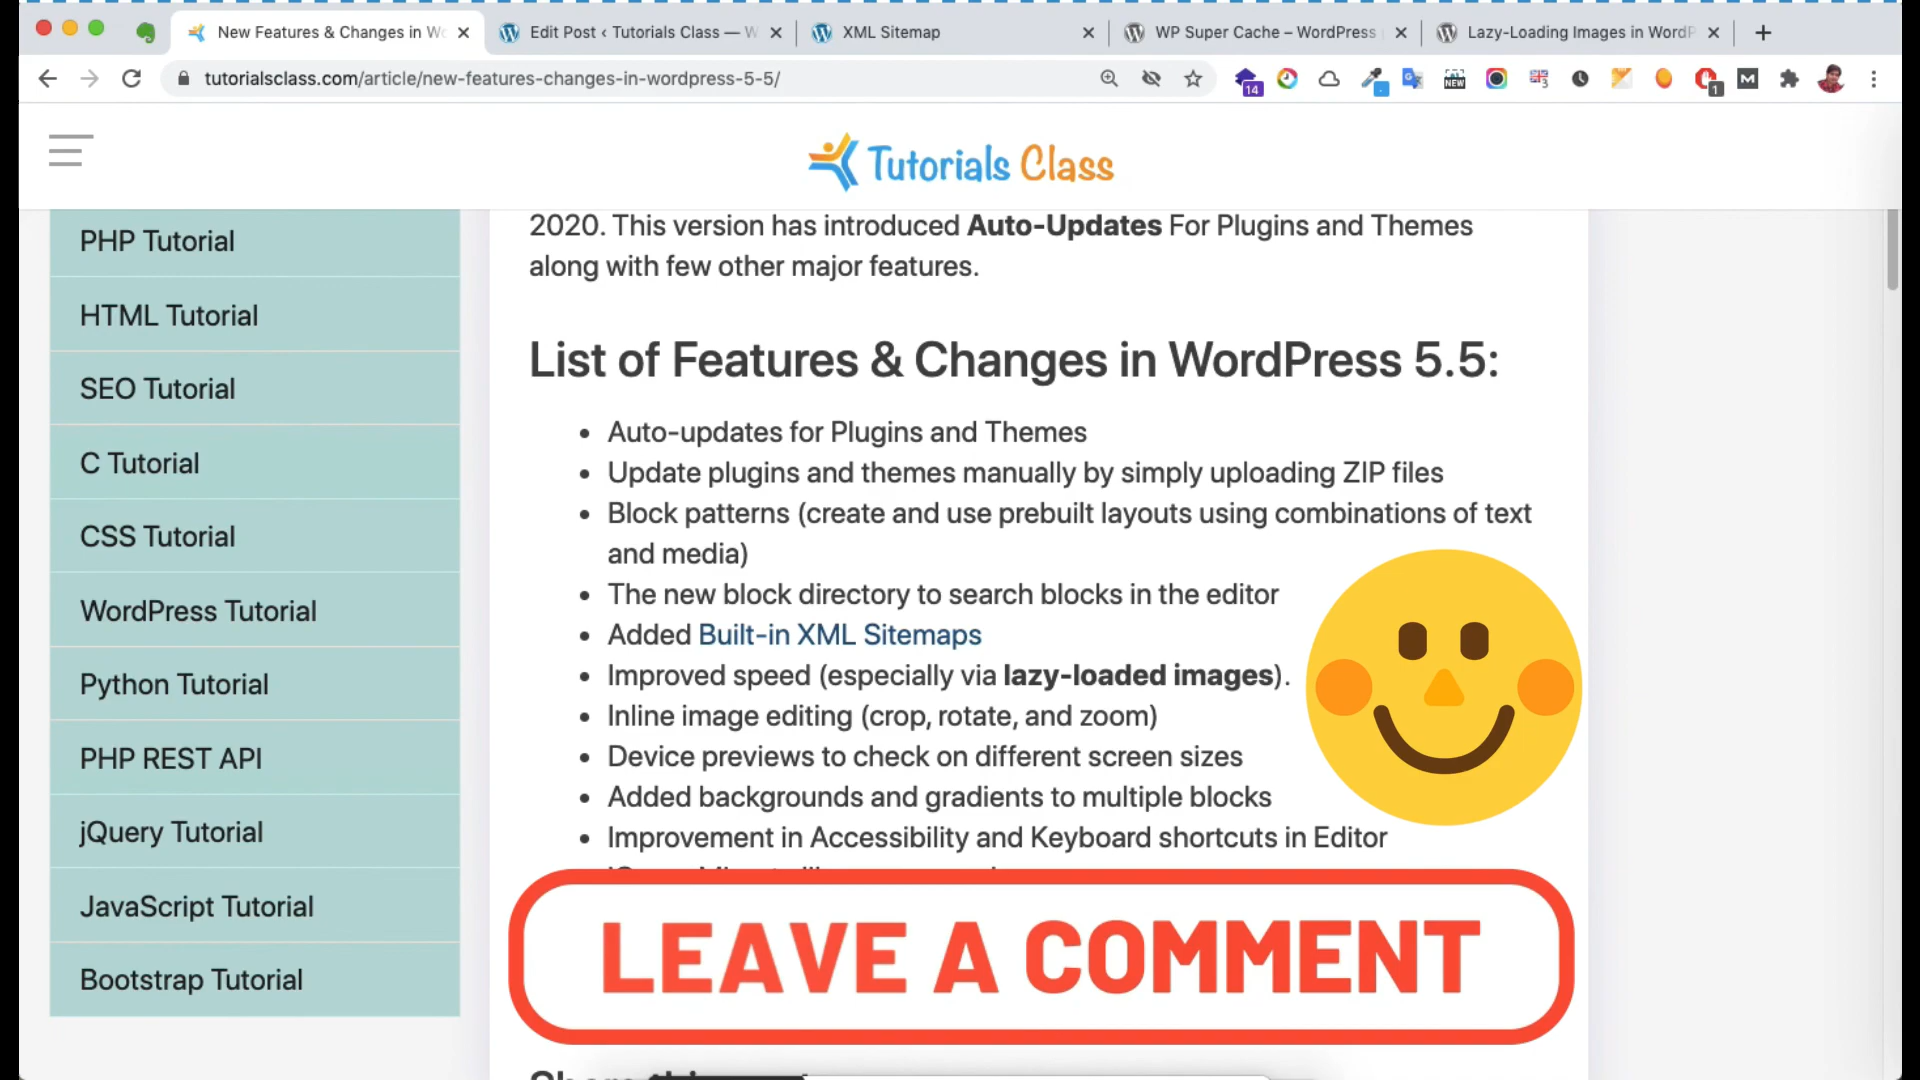 New Features & Changes in Wo
Edit Post ‹ Tutorials Class — W
XML Sitemap
WP Super Cache – WordPress
Lazy-Loading Images in WordP
tutorialsclass.com/article/new-features-changes-in-wordpress-5-5/
14
NEW
3
1
M
Tutorials Class
PHP Tutorial
HTML Tutorial
SEO Tutorial
C Tutorial
CSS Tutorial
WordPress Tutorial
Python Tutorial
PHP REST API
jQuery Tutorial
JavaScript Tutorial
Bootstrap Tutorial
2020. This version has introduced Auto-Updates For Plugins and Themes
along with few other major features.
List of Features & Changes in WordPress 5.5:
Auto-updates for Plugins and Themes
Update plugins and themes manually by simply uploading ZIP files
Block patterns (create and use prebuilt layouts using combinations of text
and media)
The new block directory to search blocks in the editor
Added Built-in XML Sitemaps
Improved speed (especially via lazy-loaded images).
Inline image editing (crop, rotate, and zoom)
Device previews to check on different screen sizes
Added backgrounds and gradients to multiple blocks
Improvement in Accessibility and Keyboard shortcuts in Editor
LEAVE A COMMENT